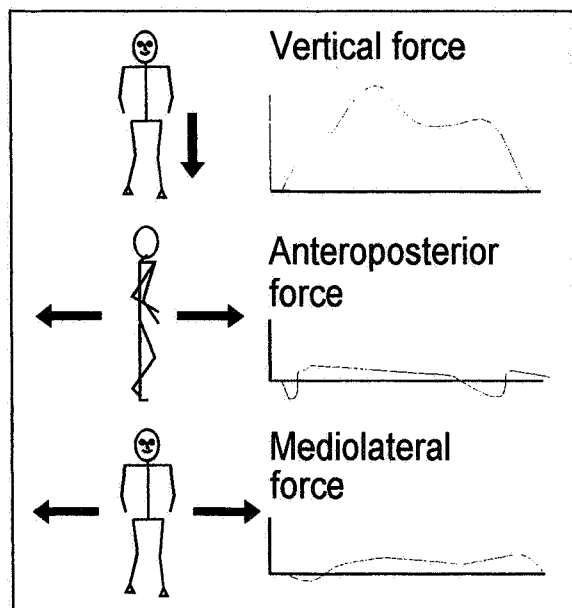 Vertical force
Anteroposterior
force
Mediolateral
force